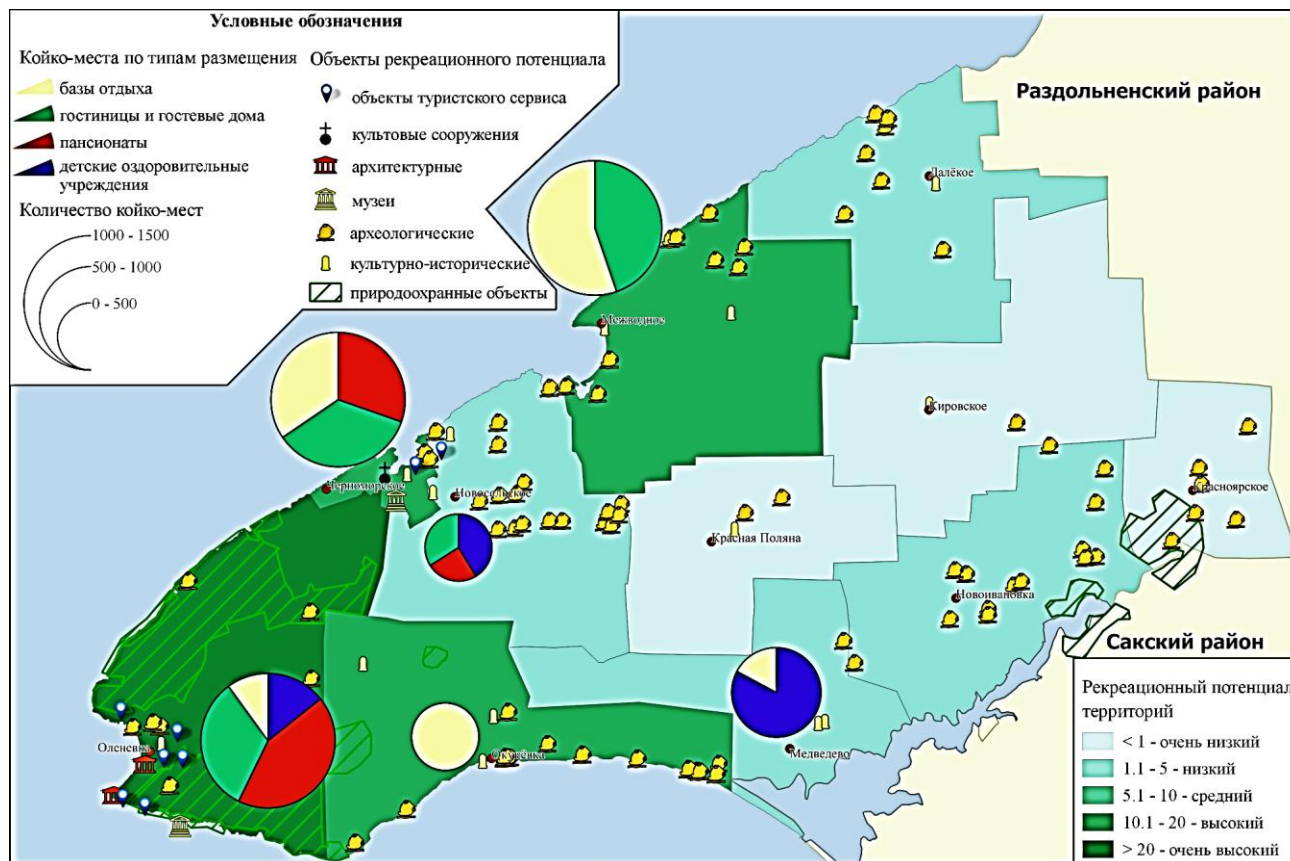 Условные обозначения
Койко-места по типам размещения
базы отдыха
гостиницы и гостевые дома
пансионаты
детские оздоровительные
учреждения
Количество койко-мест
1000 - 1500
500 - 1000
0 - 500
Объекты рекреационного потенциала
объекты туристского сервиса
культовые сооружения
архитектурные
музеи
археологические
культурно-исторические
природоохранные объекты
Раздольненский район
Далёкое
Межводное
Кировское
Черноморское
Новосельское
Красноярское
Красная Поляна
Новоивановка
Сакский район
Оленевка
Окунёвка
Медведево
Рекреационный потенциал
территорий
< 1 - очень низкий
1.1 - 5 - низкий
5.1 - 10 - средний
10.1 - 20 - высокий
> 20 - очень высокий